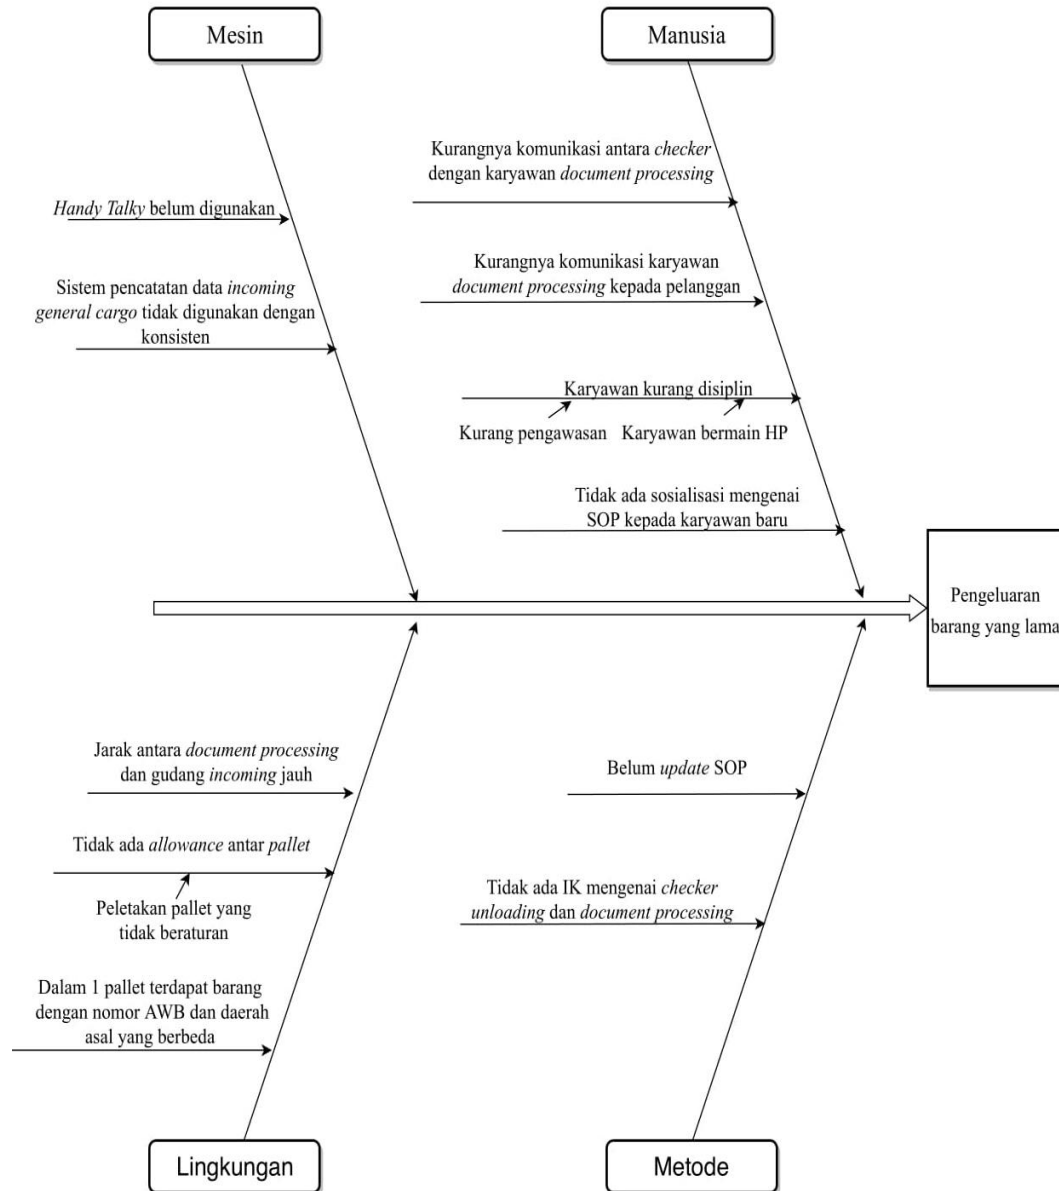 Mesin
Manusia
Kurangnya komunikasi antara checker
dengan karyawan document processing
Handy Talky belum digunakan
Kurangnya komunikasi karyawan
document processing kepada pelanggan
Sistem pencatatan data incoming
general cargo tidak digunakan dengan
konsisten
Karyawan kurang disiplin
Kurang pengawasan
Karyawan bermain HP
Tidak ada sosialisasi mengenai
SOP kepada karyawan baru
Pengeluaran
barang yang lama
Jarak antara document processing
dan gudang incoming jauh
Belum update SOP
Tidak ada allowance antar pallet
Peletakan pallet yang
tidak beraturan
Tidak ada IK mengenai checker
unloading dan document processing
Dalam 1 pallet terdapat barang
dengan nomor AWB dan daerah
asal yang berbeda
Lingkungan
Metode